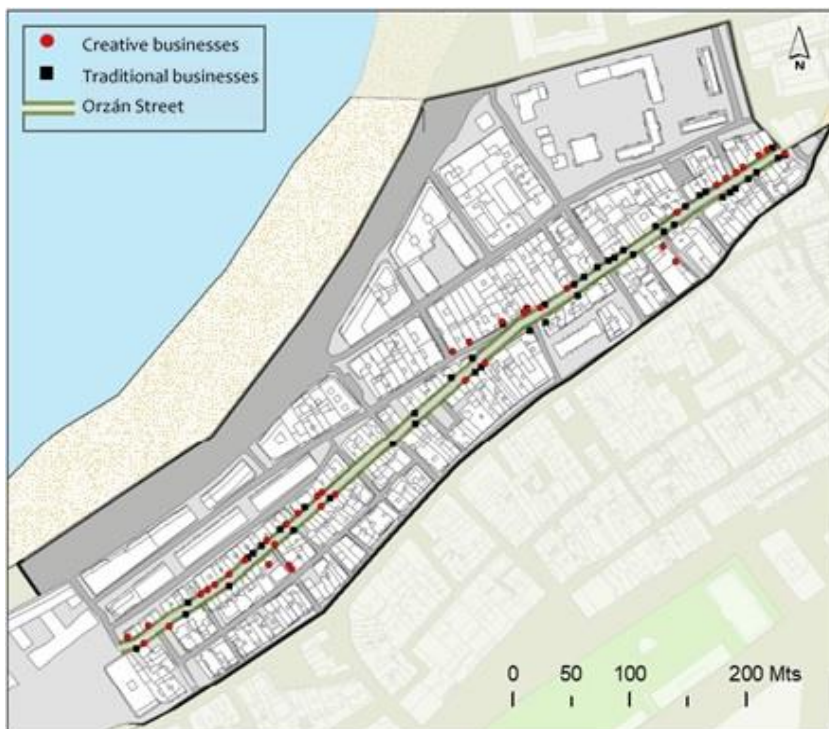 Creative businesses
Traditional businesses
Orzán Street
N
0 50 100 200 Mts